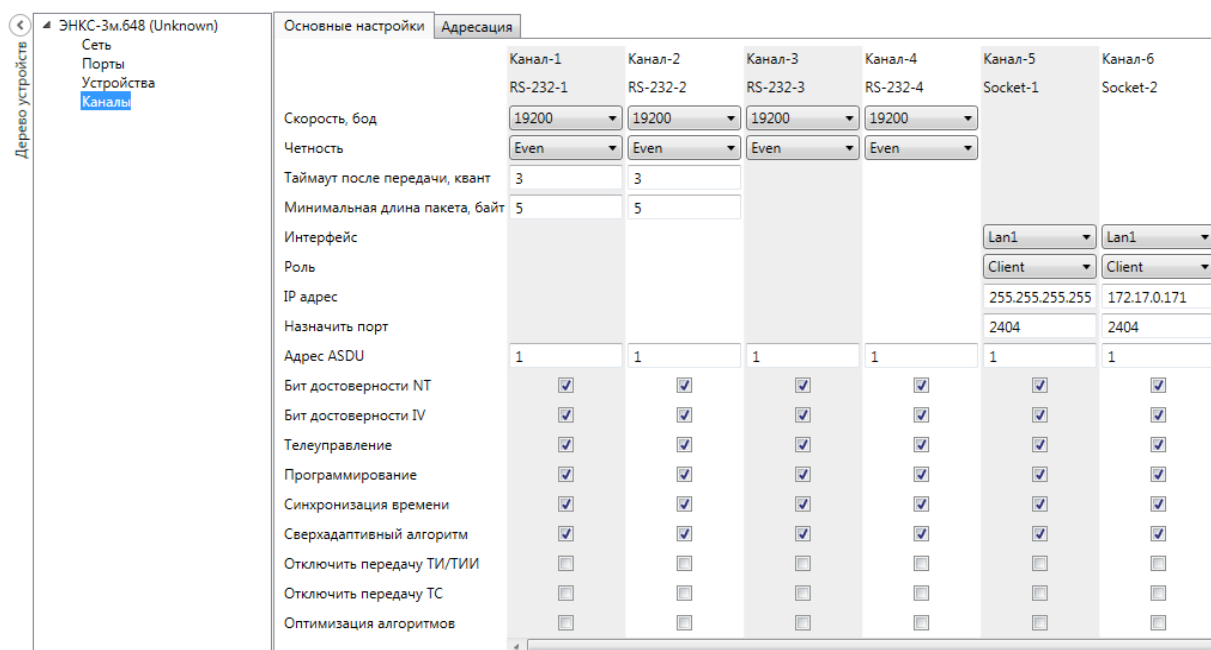 Дерево устройств
ЭНКС-3м.648 (Unknown)
Сеть
Порты
Устройства
Каналы
Основные настройки Адресация
Канал-1 Канал-2 Канал-3 Канал-4 Канал-5 Канал-6
RS-232-1 RS-232-2 RS-232-3 RS-232-4 Socket-1 Socket-2
Скорость, бод 19200 19200 19200 19200
Четность Even Even Even Even
Таймаут после передачи, квант 3 3
Минимальная длина пакета, байт 5 5
Интерфейс Lan1 Lan1
Роль Client Client
IP адрес 255.255.255.255 172.17.0.171
Назначить порт 2404 2404
Адрес ASDU 1 1 1 1 1 1
Бит достоверности NT
Бит достоверности IV
Телеуправление
Программирование
Синхронизация времени
Сверхадаптивный алгоритм
Отключить передачу ТИ/ТИИ
Отключить передачу ТС
Оптимизация алгоритмов